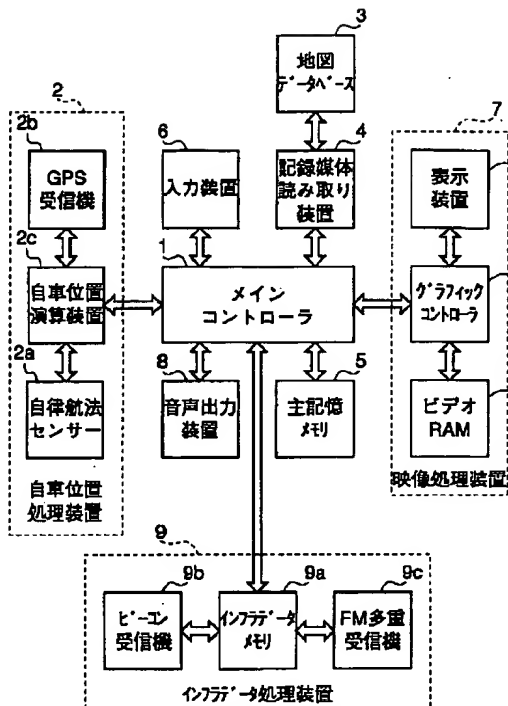 3
地図
データベース
2
7
2b
6
4
GPS
受信機
入力装置
記録媒体
読み取り
装置
表示
装置
2c
1
自車位置
演算装置
メイン
コントローラ
グラフィック
コントローラ
2a
8
5
自律航法
センサー
音声出力
装置
主記憶
メモリ
ビデオ
RAM
自車位置
処理装置
映像処理装置
9
9b
9a
9c
ビーコン
受信機
インフラデータ
メモリ
FM多重
受信機
インフラデータ処理装置